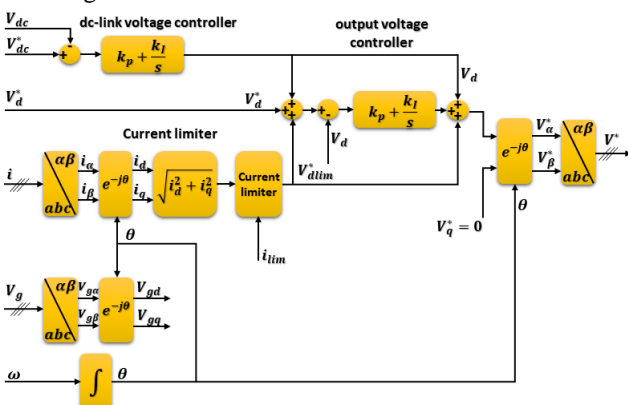 V_dc
dc-link voltage controller
output voltage
controller
V*_dc
+
-
k_p + k_I/s
V_d
V*_d
V*_d
+
+
+
+
-
k_p + k_I/s
+
+
+
V_d
Current limiter
i
αβ
abc
i_α
i_β
e^{-jθ}
i_d
i_q
√(i_d^2 + i_q^2)
Current
limiter
V*_dlim
i_lim
e^{-jθ}
V*_α
V*_β
αβ
abc
V*
V*_q = 0
θ
θ
V_g
αβ
abc
V_gα
V_gβ
e^{-jθ}
V_gd
V_gq
ω
∫
θ